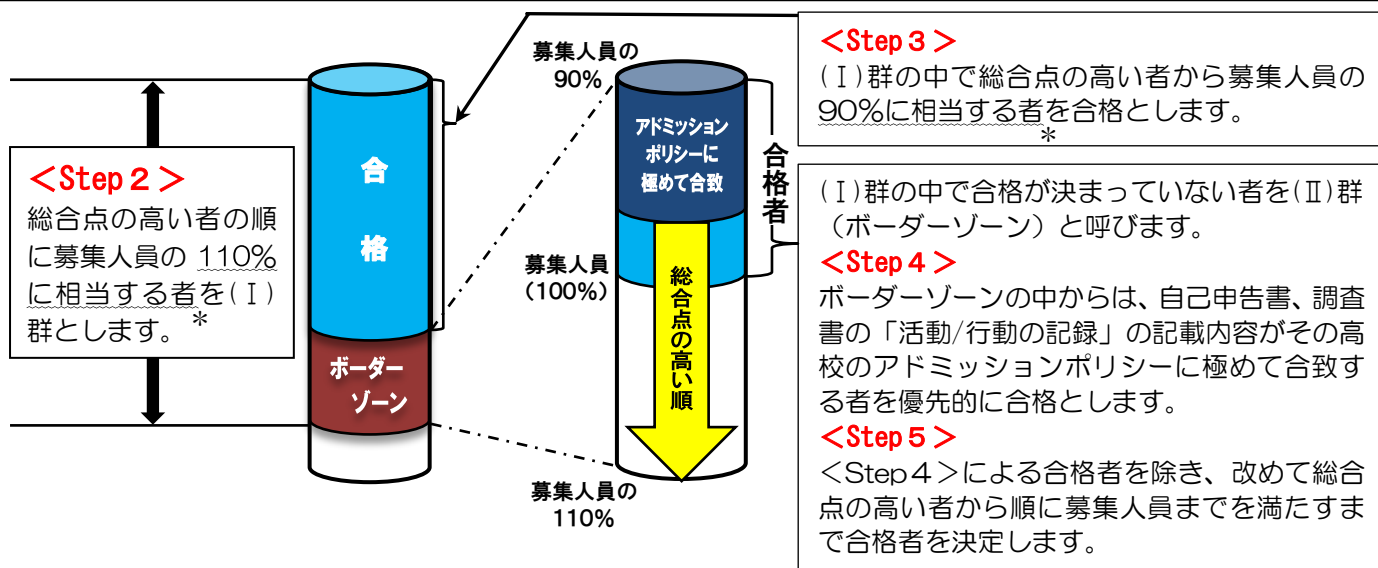 <Step 2>
総合点の高い者の順
に募集人員の 110%
に相当する者を(Ⅰ)
群とします。 *
合
格
ボーダー
ゾーン
募集人員の
90%
アドミッション
ポリシーに
極めて合致
合格者
募集人員
(100%)
総合点の高い順
募集人員の
110%
<Step 3>
(Ⅰ)群の中で総合点の高い者から募集人員の
90%に相当する者を合格とします。
*
(Ⅰ)群の中で合格が決まっていない者を(Ⅱ)群
(ボーダーゾーン)と呼びます。
<Step 4>
ボーダーゾーンの中からは、自己申告書、調査
書の「活動/行動の記録」の記載内容がその高
校のアドミッションポリシーに極めて合致す
る者を優先的に合格とします。
<Step 5>
<Step4>による合格者を除き、改めて総合
点の高い者から順に募集人員までを満たすま
で合格者を決定します。